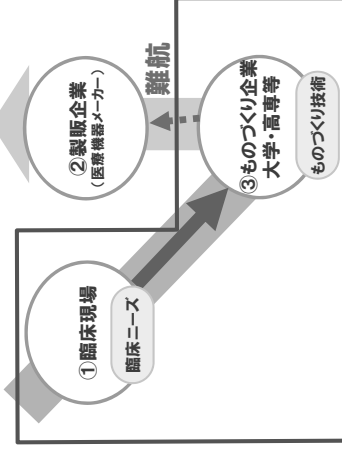 ①臨床現場
臨床ニーズ
②製販企業
（医療機器メーカー）
難航
③ものづくり企業
大学・高専等
ものづくり技術